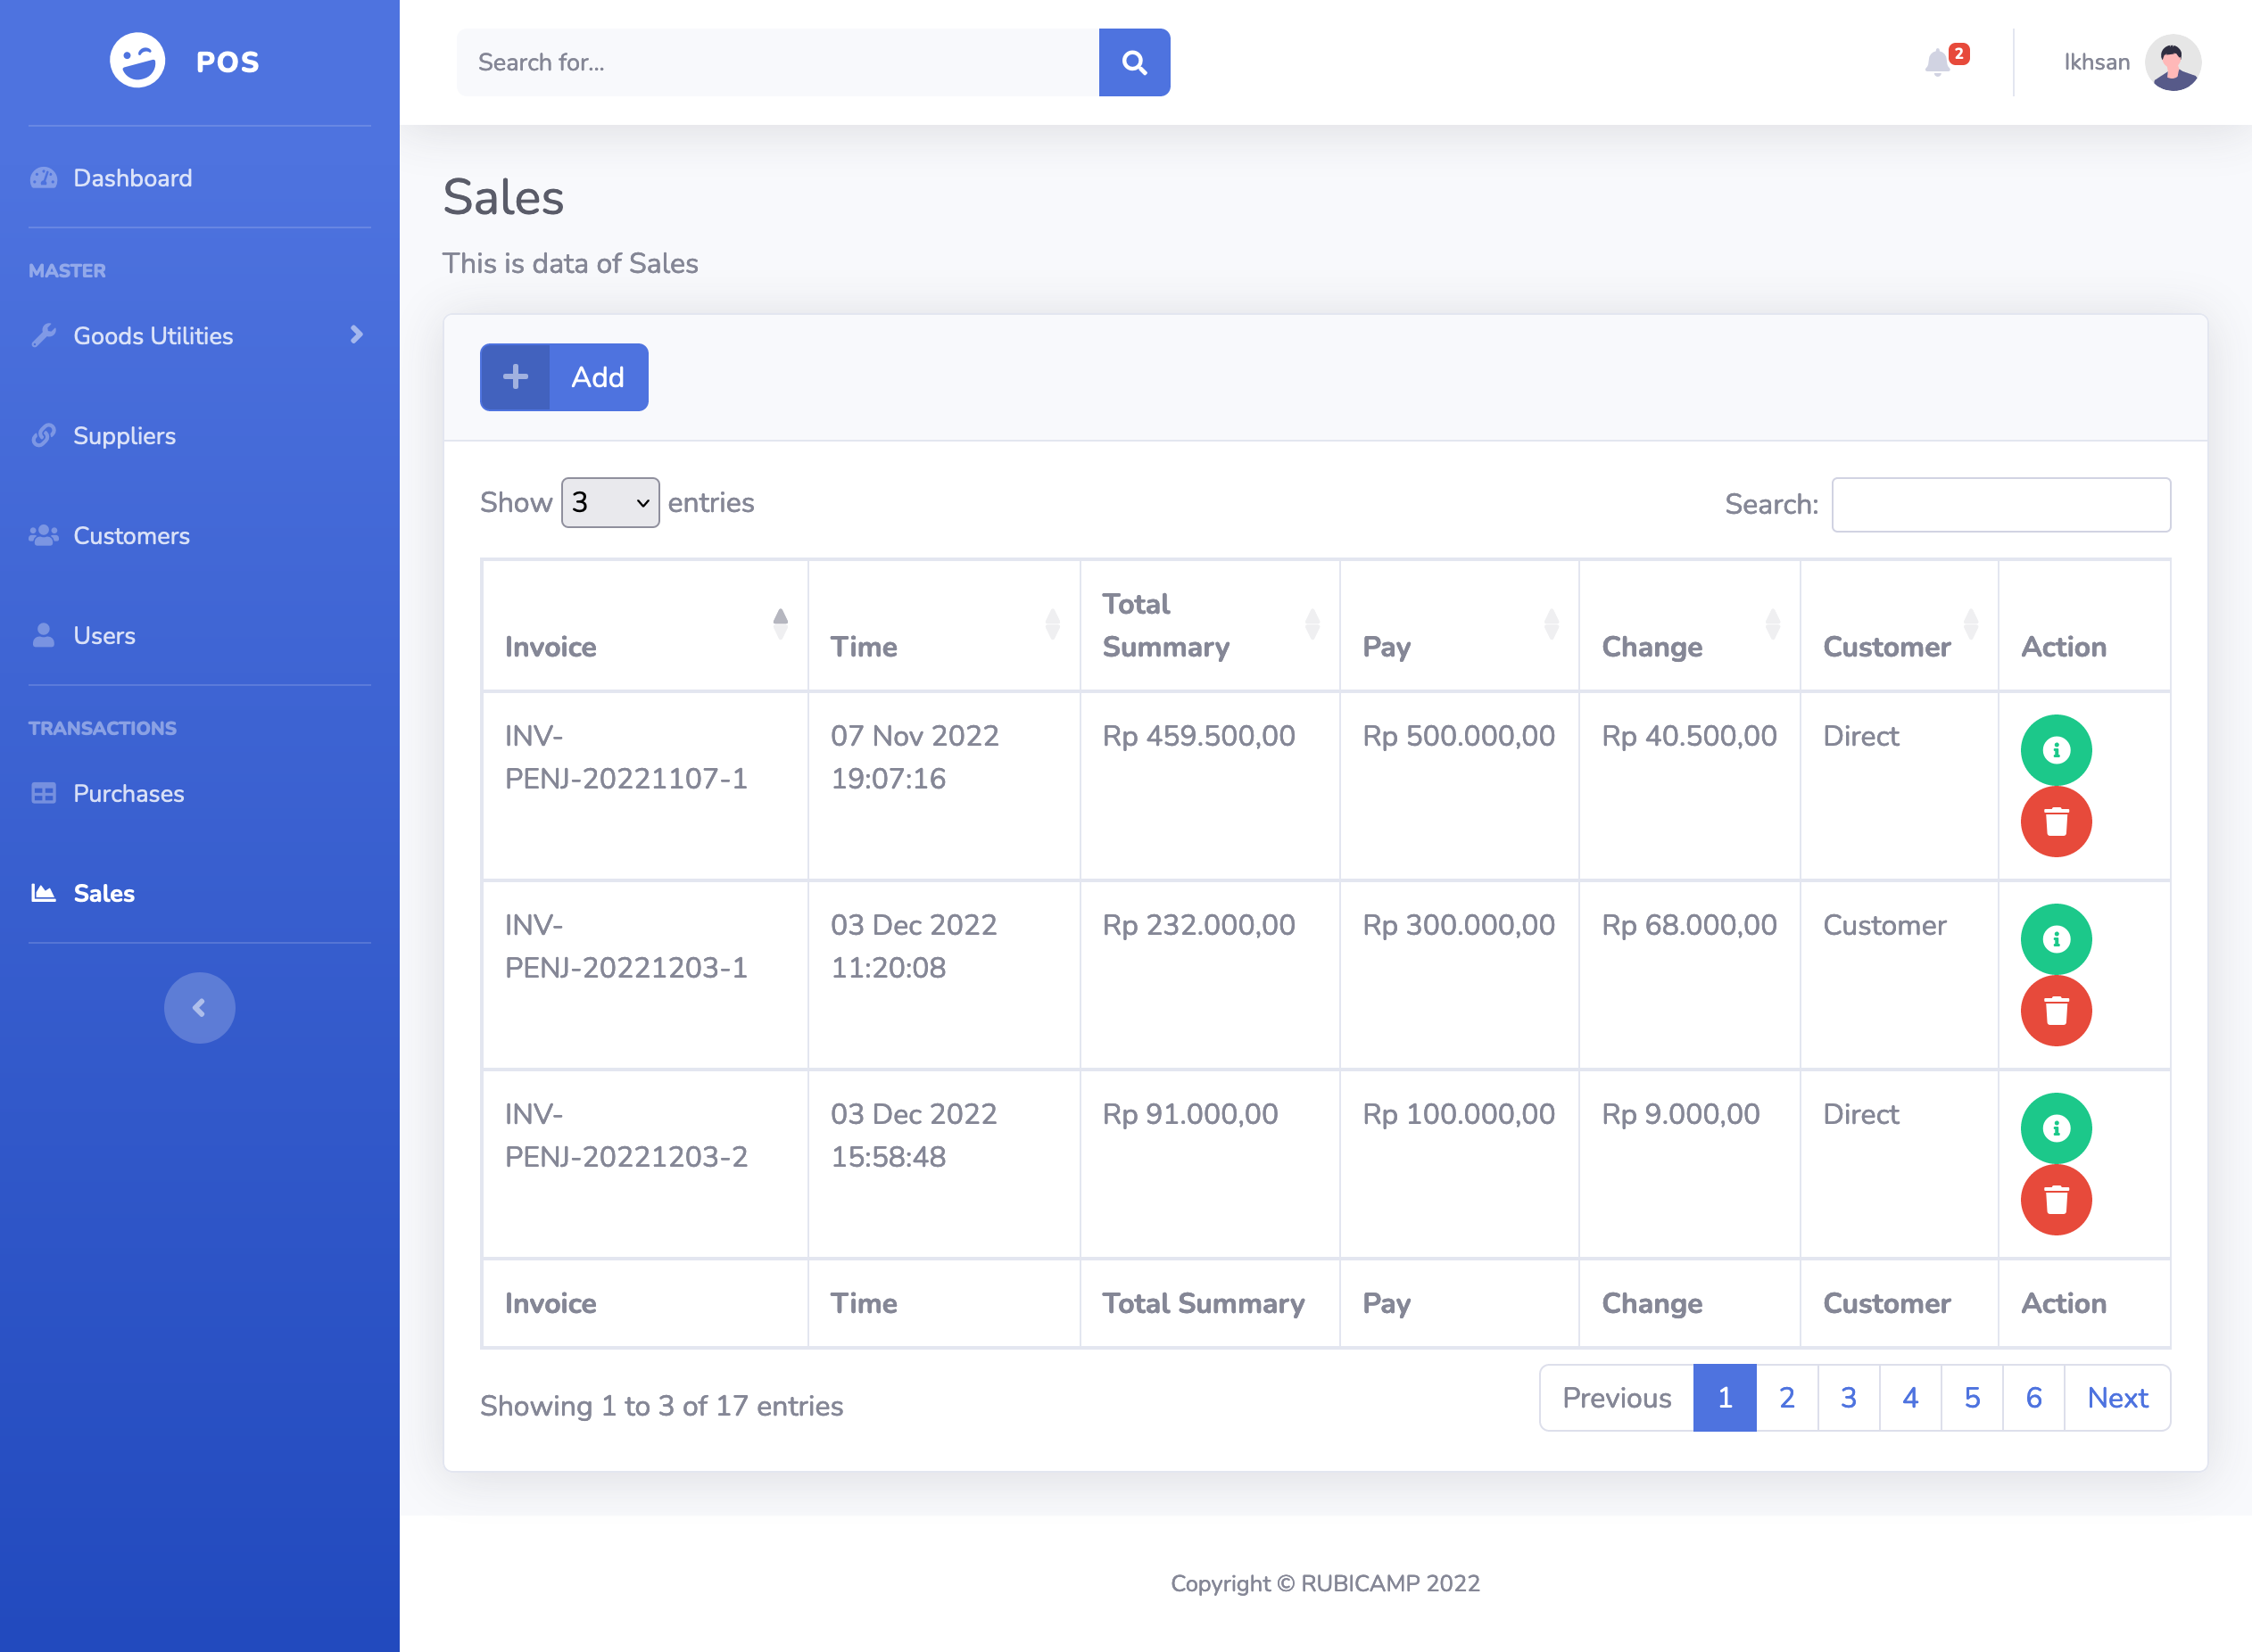 POS
Search for...
2
Ikhsan
Dashboard
MASTER
Goods Utilities
Suppliers
Customers
Users
TRANSACTIONS
Purchases
Sales
Sales
This is data of Sales
Add
Show 3 entries
Search:
Invoice Time Total Summary Pay Change Customer Action
INV-
PENJ-20221107-1
07 Nov 2022
19:07:16
Rp 459.500,00
Rp 500.000,00
Rp 40.500,00
Direct
INV-
PENJ-20221203-1
03 Dec 2022
11:20:08
Rp 232.000,00
Rp 300.000,00
Rp 68.000,00
Customer
INV-
PENJ-20221203-2
03 Dec 2022
15:58:48
Rp 91.000,00
Rp 100.000,00
Rp 9.000,00
Direct
Invoice Time Total Summary Pay Change Customer Action
Showing 1 to 3 of 17 entries
Previous 1 2 3 4 5 6 Next
Copyright © RUBICAMP 2022